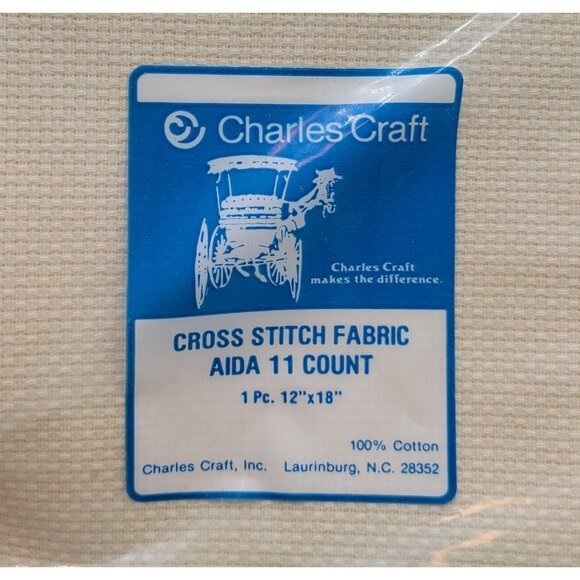 Charles Craft
Charles Craft
makes the difference.
CROSS STITCH FABRIC
AIDA 11 COUNT
1 Pc. 12"x18"
100% Cotton
Charles Craft, Inc. Laurinburg, N.C. 28352